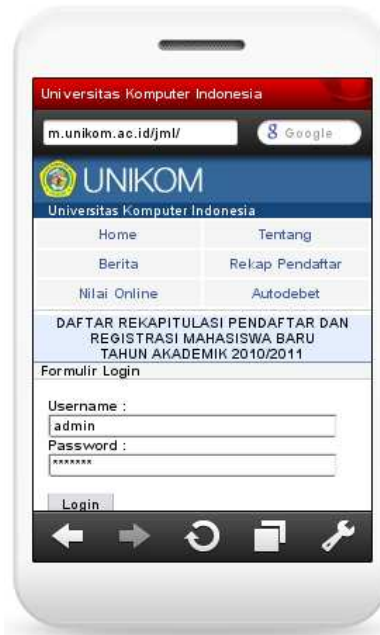 Universitas Komputer Indonesia
m.unikom.ac.id/jml/
8 Google
UNIKOM
Universitas Komputer Indonesia
Home Tentang
Berita Rekap Pendaftar
Nilai Online Autodebet
DAFTAR REKAPITULASI PENDAFTAR DAN
REGISTRASI MAHASISWA BARU
TAHUN AKADEMIK 2010/2011
Formulir Login
Username :
admin
Password :
*******
Login